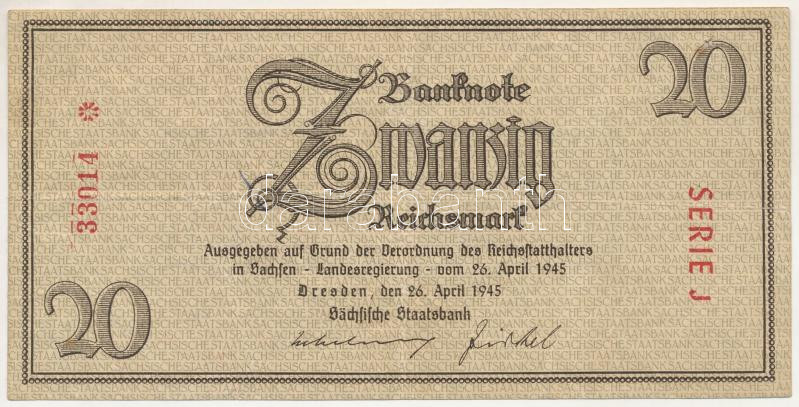 20
Banknote
Zwanzig
Reichsmark
33014 *
SERIE J
darabanth
Ausgegeben auf Grund der Verordnung des Reichsstatthalters
in Sachsen - Landesregierung - vom 26. April 1945
Dresden, den 26. April 1945
Sächsische Staatsbank
20